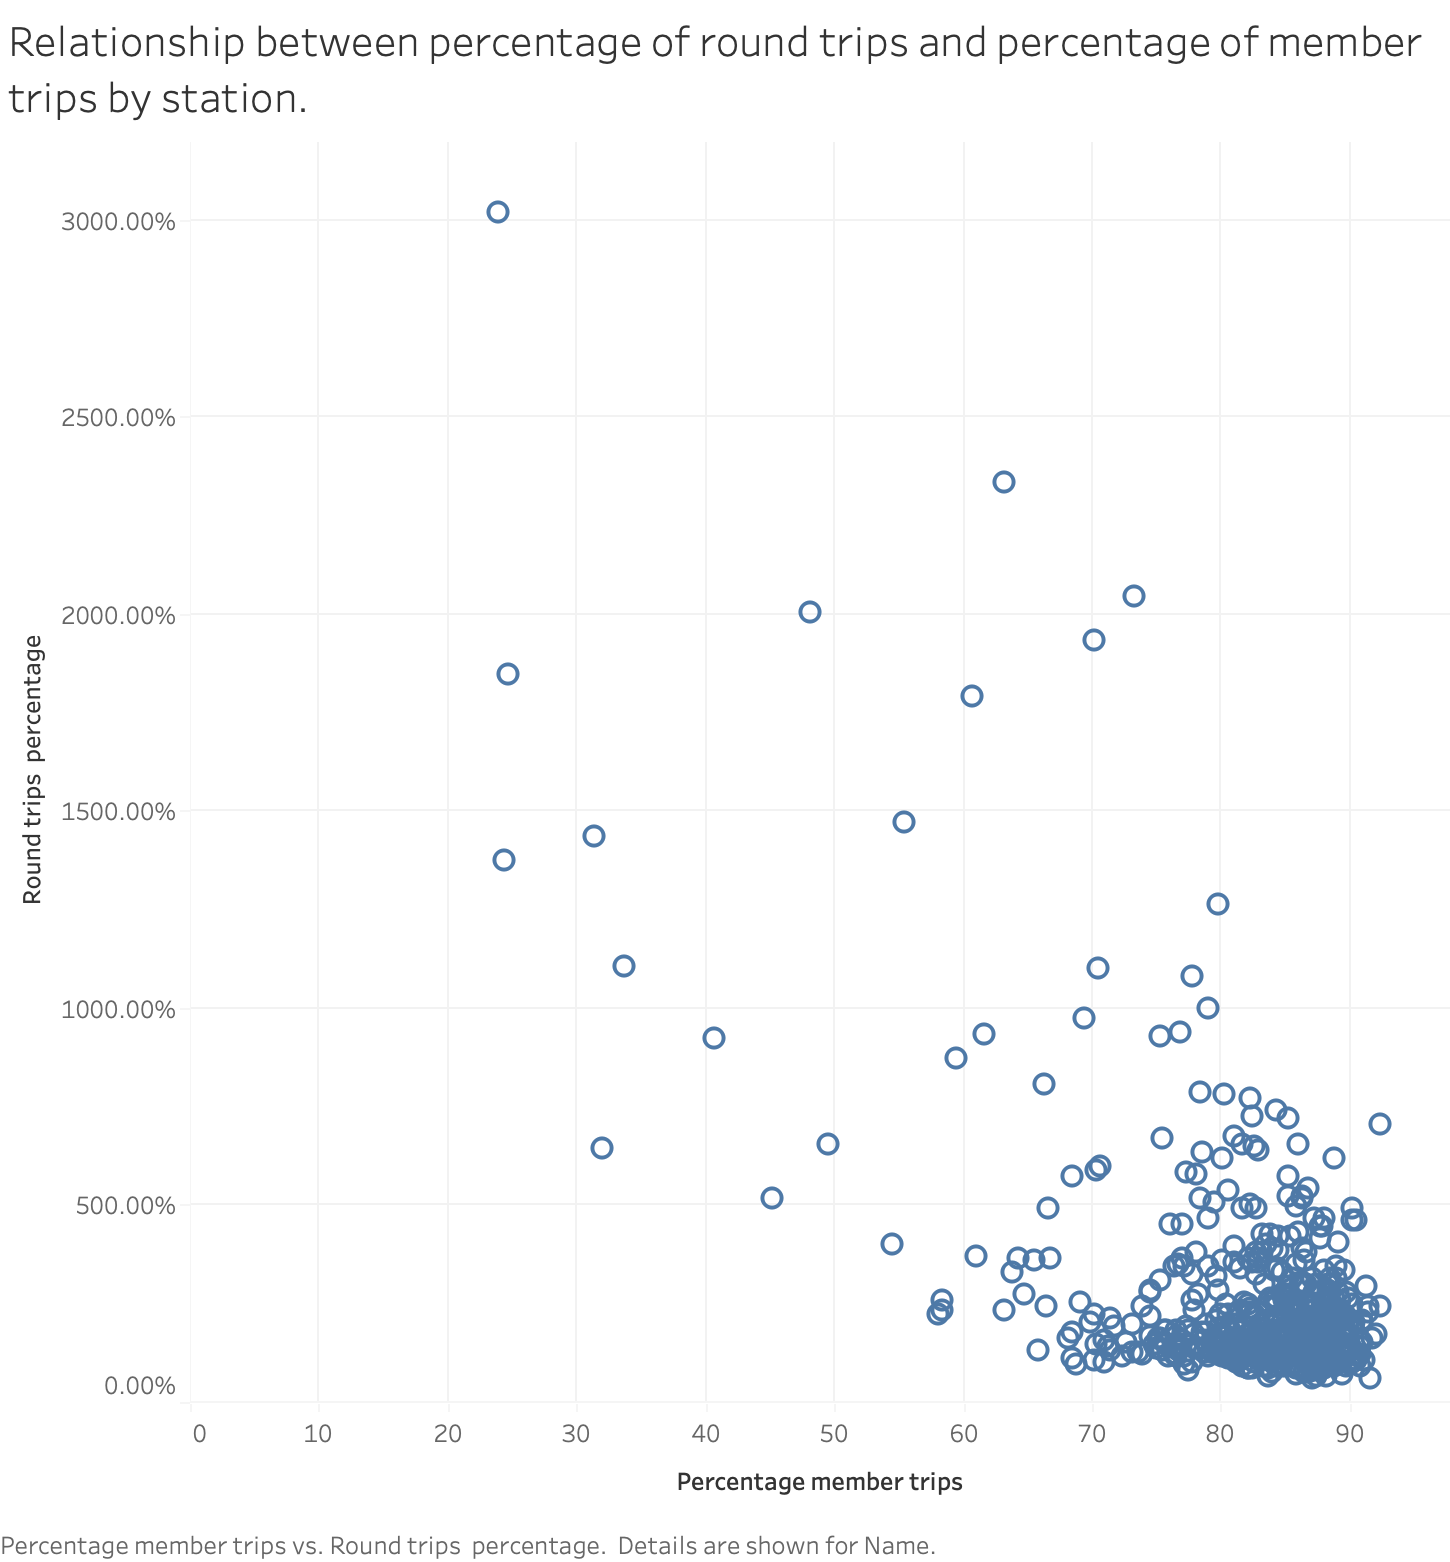 Relationship between percentage of round trips and percentage of member
trips by station.
3000.00%
2500.00%
2000.00%
1500.00%
1000.00%
500.00%
0.00%
Round trips percentage
0 10 20 30 40 50 60 70 80 90
Percentage member trips
Percentage member trips vs. Round trips percentage. Details are shown for Name.